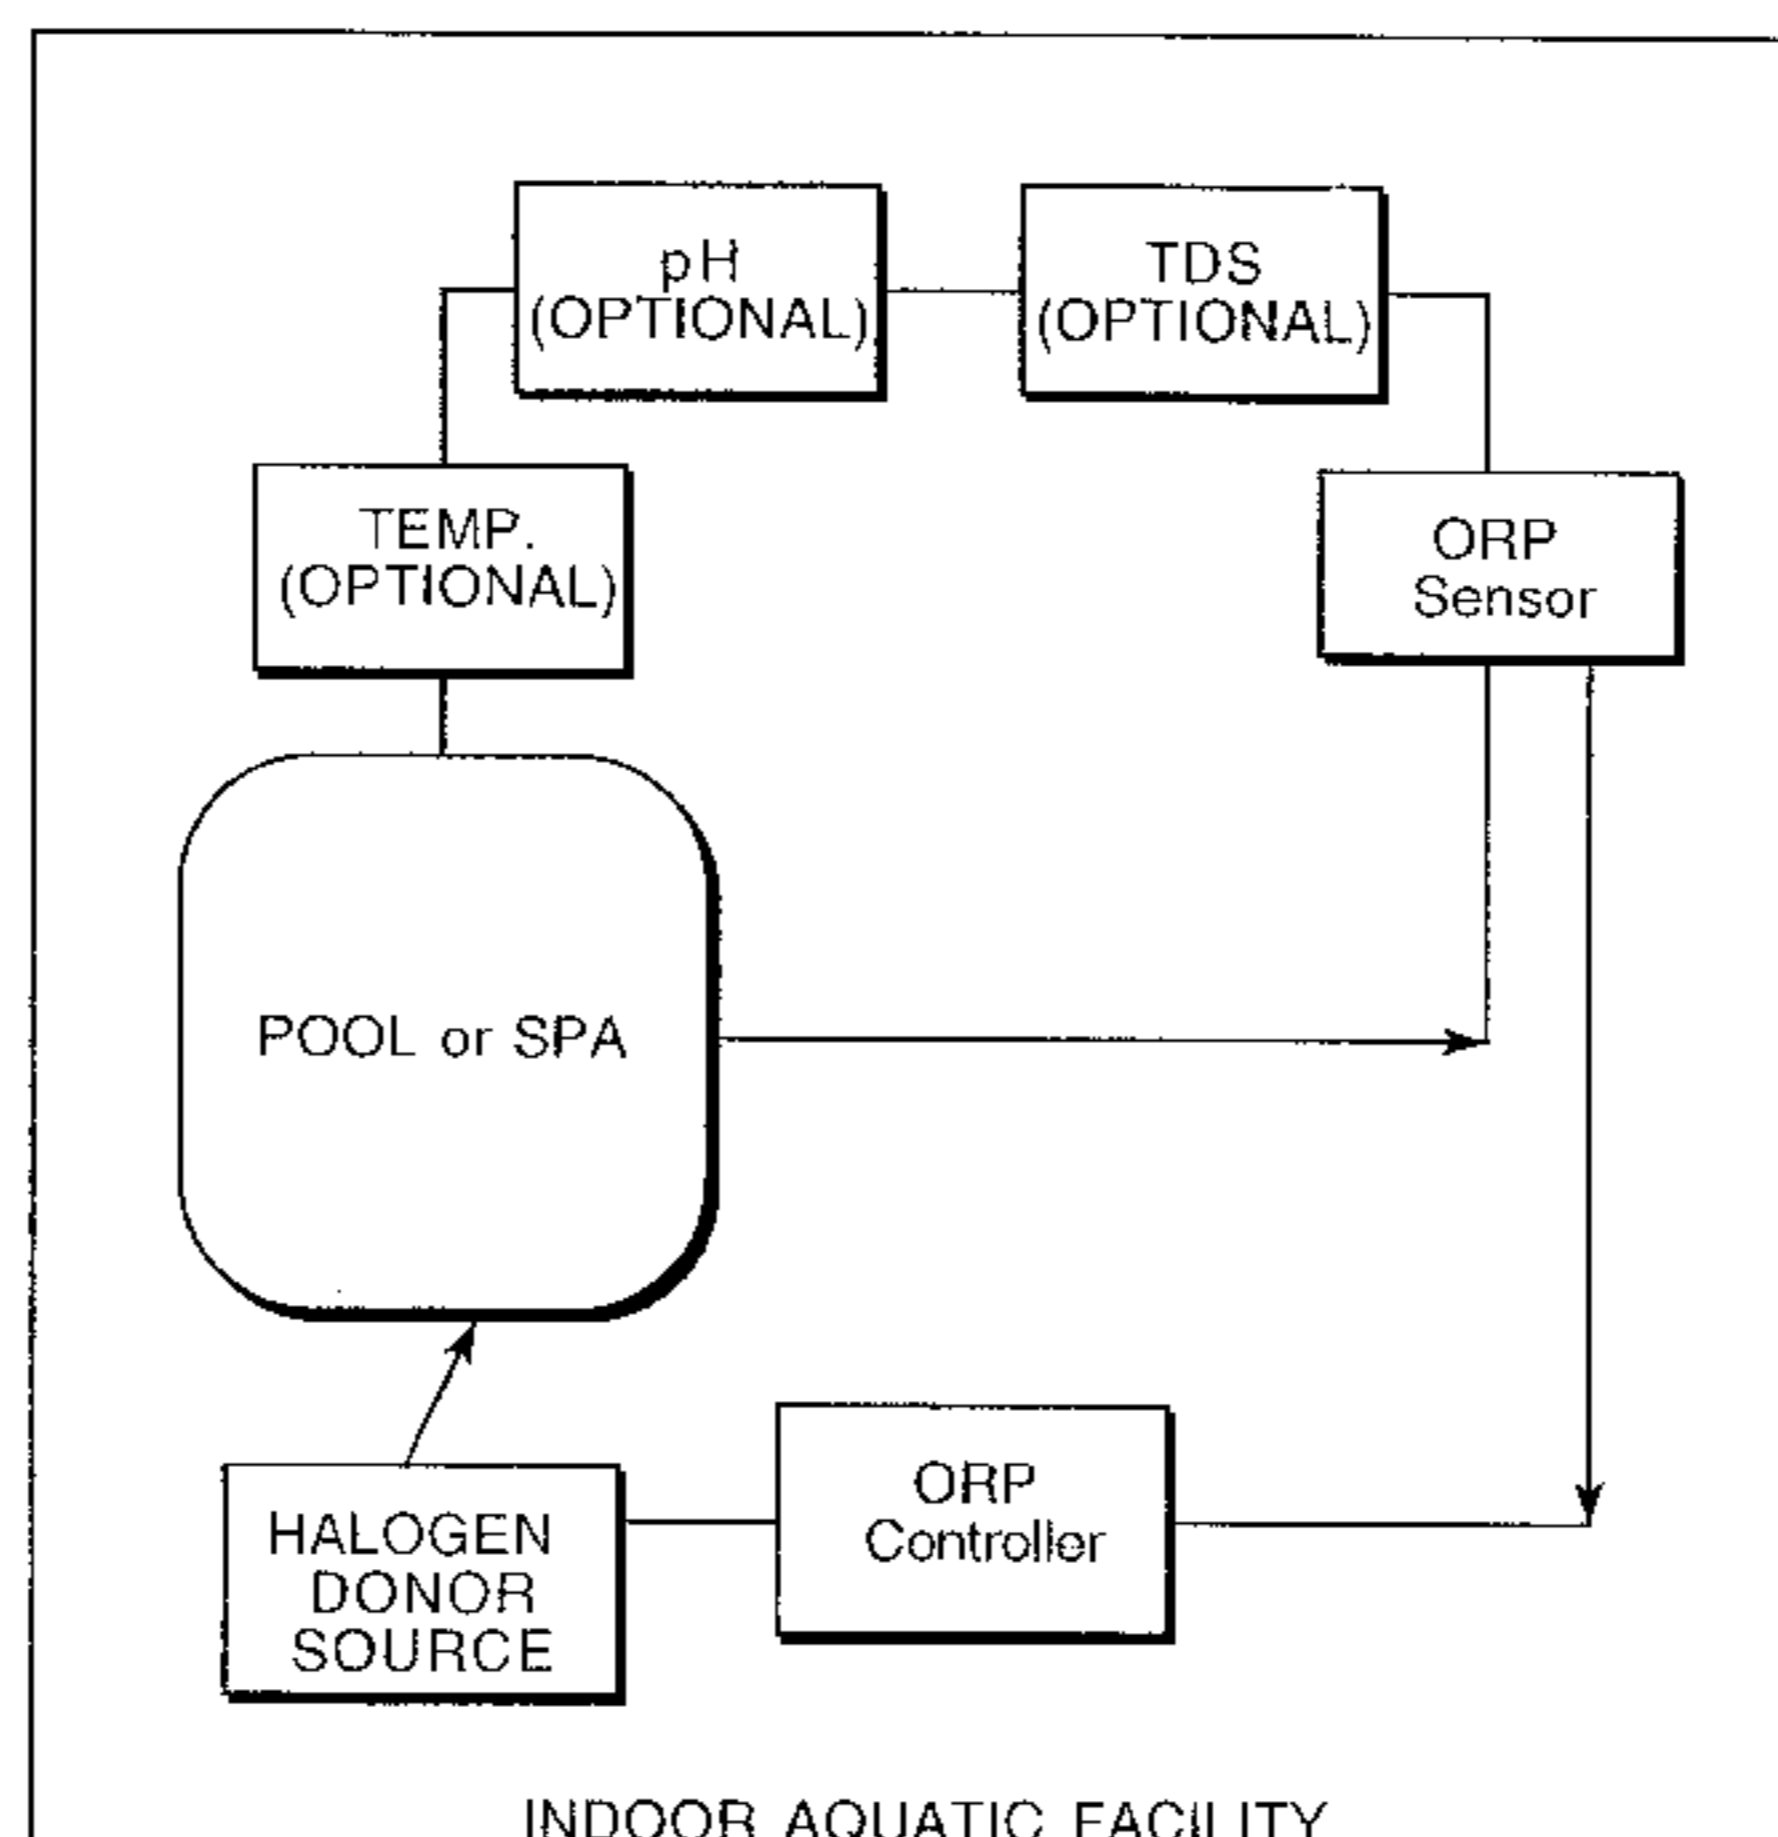 pH
(OPTIONAL)
TDS
(OPTIONAL)
TEMP.
(OPTIONAL)
ORP
Sensor
POOL or SPA
ORP
Controller
HALOGEN
DONOR
SOURCE
INDOOR AQUATIC FACILITY